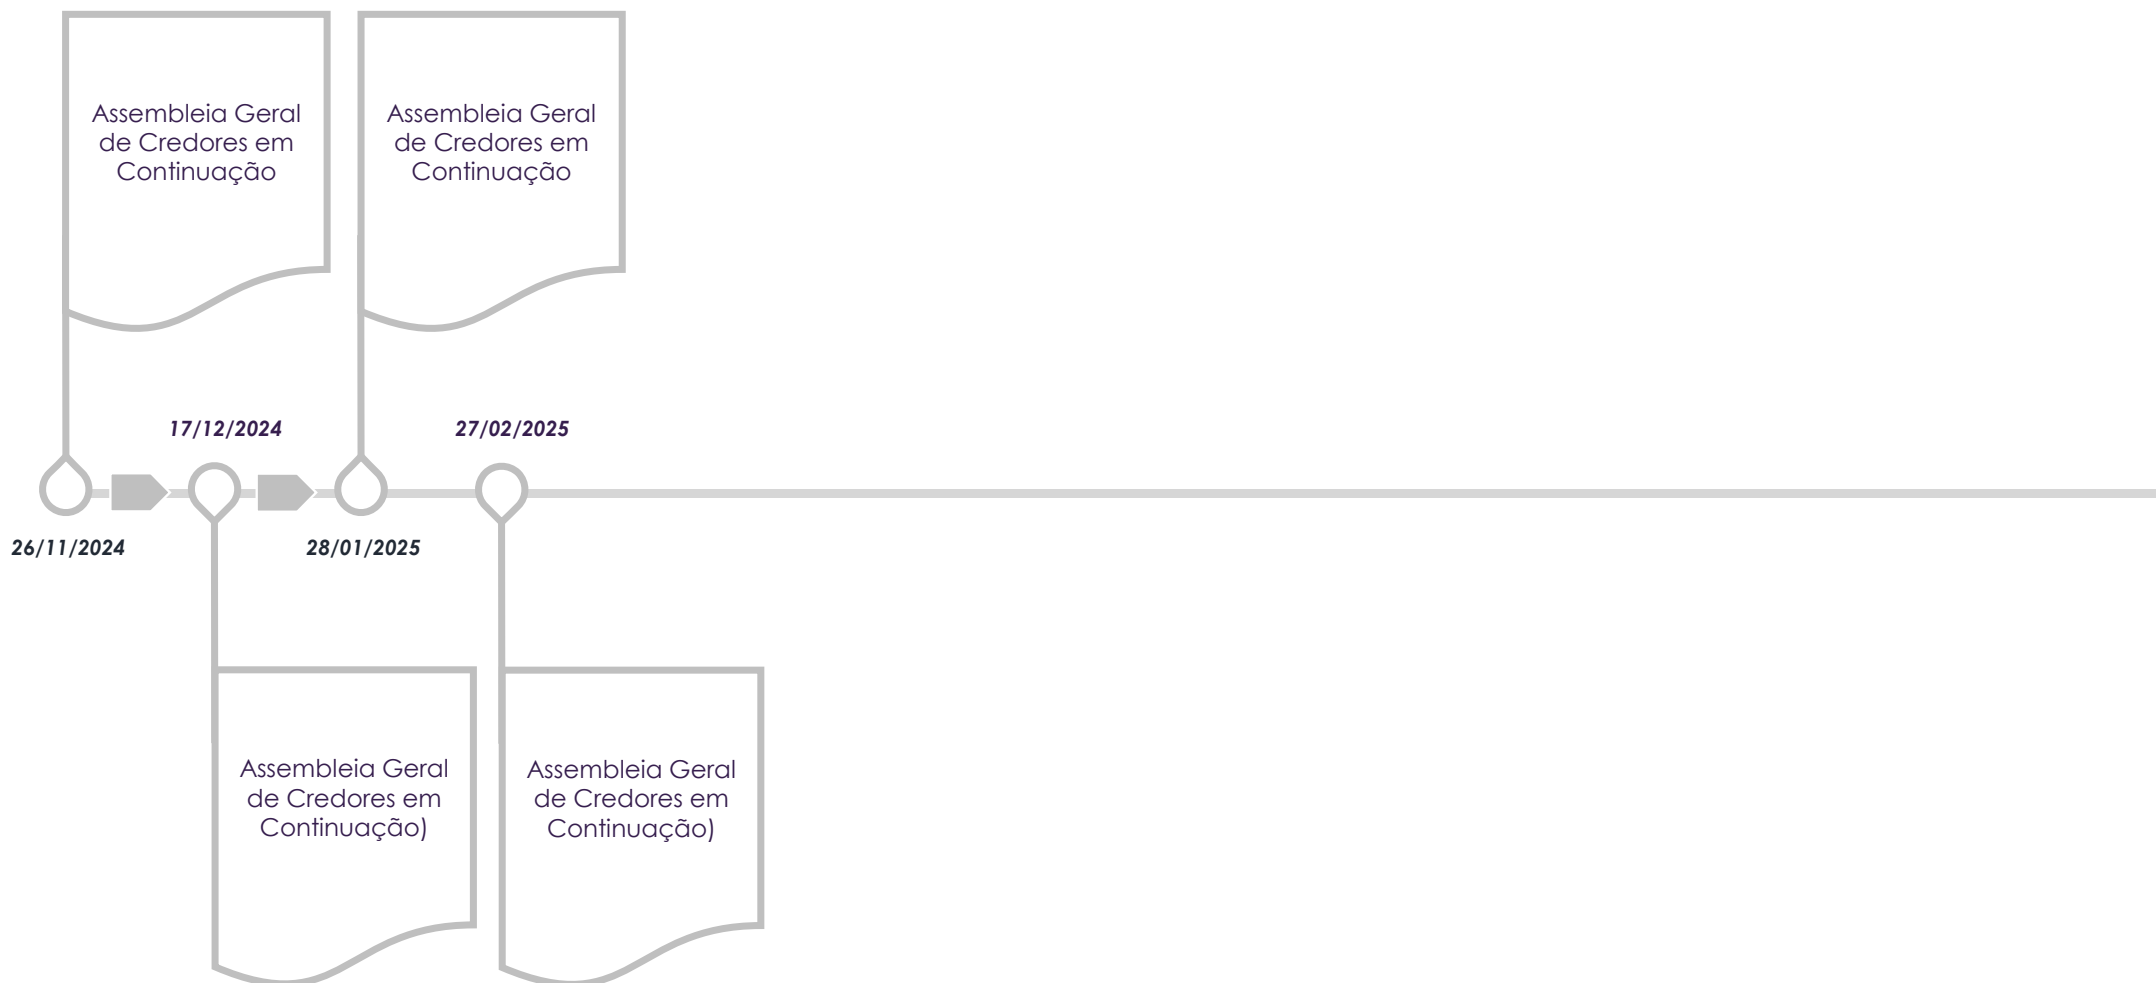 Assembleia Geral
de Credores em
Continuação
Assembleia Geral
de Credores em
Continuação
17/12/2024
27/02/2025
26/11/2024
28/01/2025
Assembleia Geral
de Credores em
Continuação)
Assembleia Geral
de Credores em
Continuação)